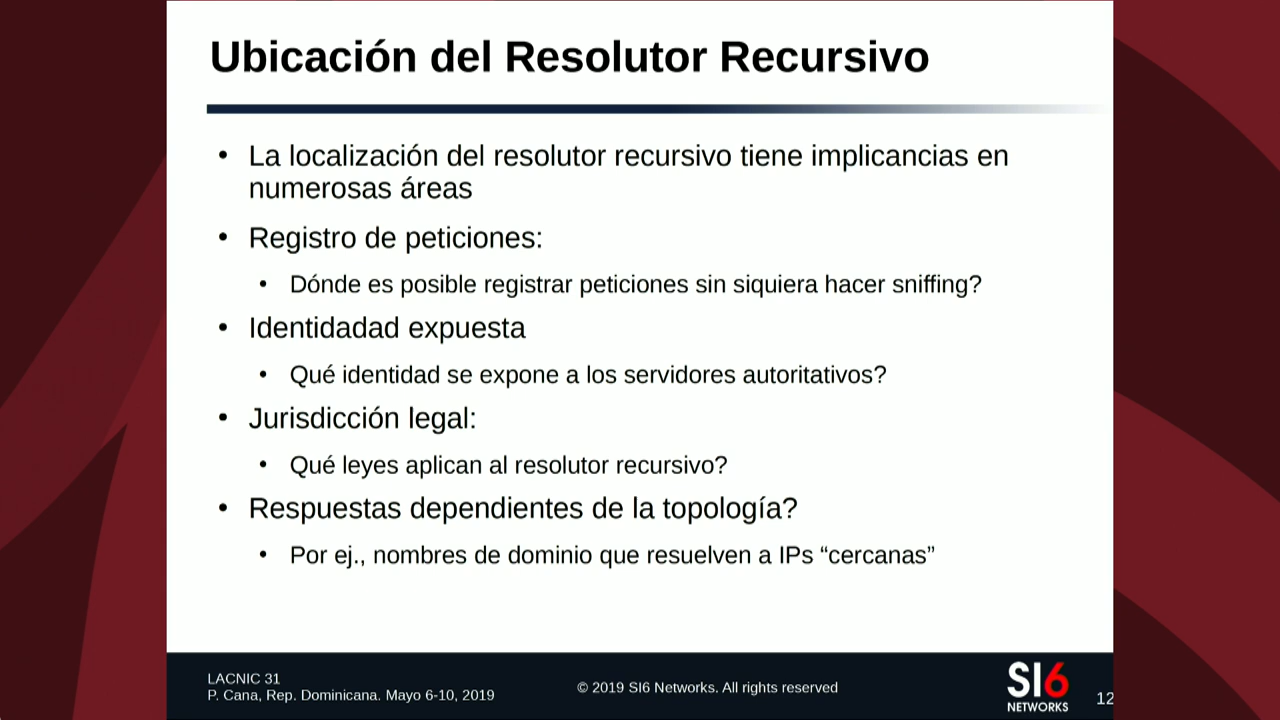 Ubicación del Resolutor Recursivo
• La localización del resolutor recursivo tiene implicancias en
numerosas áreas
• Registro de peticiones:
• Dónde es posible registrar peticiones sin siquiera hacer sniffing?
• Identidadad expuesta
• Qué identidad se expone a los servidores autoritativos?
• Jurisdicción legal:
• Qué leyes aplican al resolutor recursivo?
• Respuestas dependientes de la topología?
• Por ej., nombres de dominio que resuelven a IPs “cercanas”
LACNIC 31
P. Cana, Rep. Dominicana. Mayo 6-10, 2019
© 2019 SI6 Networks. All rights reserved
SI6
NETWORKS
12